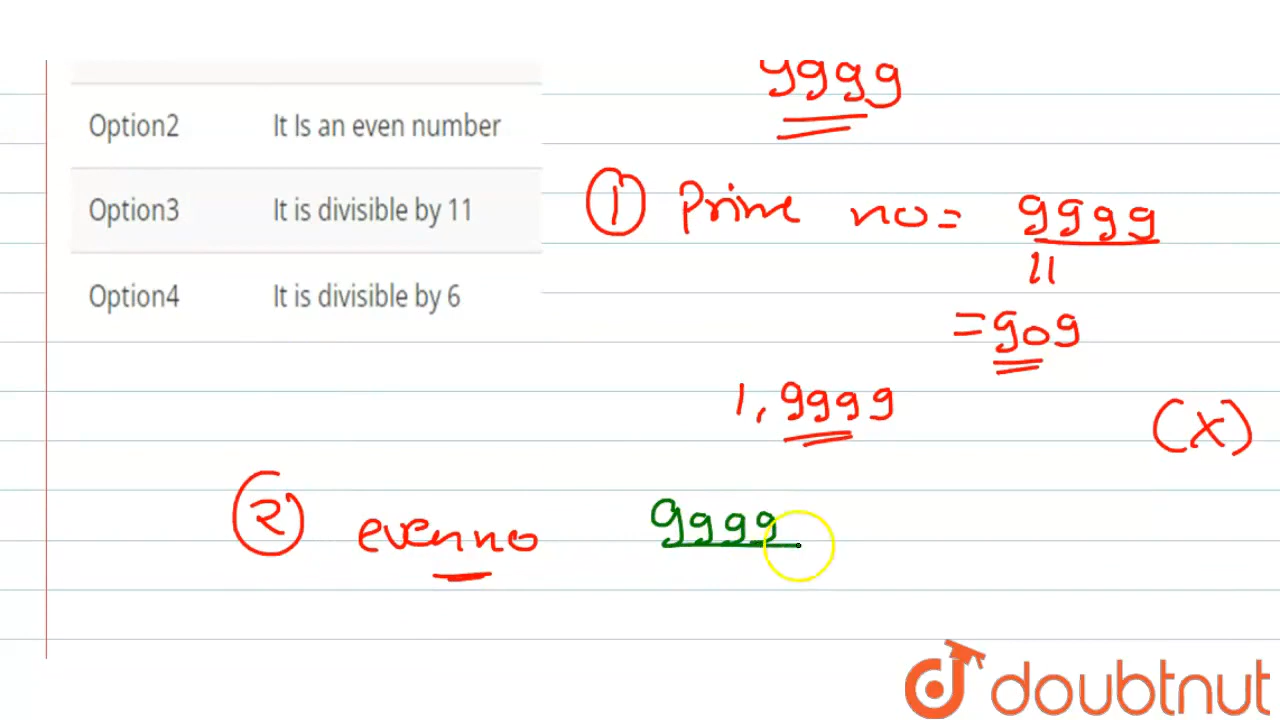 9999
Option2 It Is an even number
Option3 It is divisible by 11
Option4 It is divisible by 6
① Prime no = 9999
11
= 909
1, 9999
(X)
② even no 9999
doubtnut